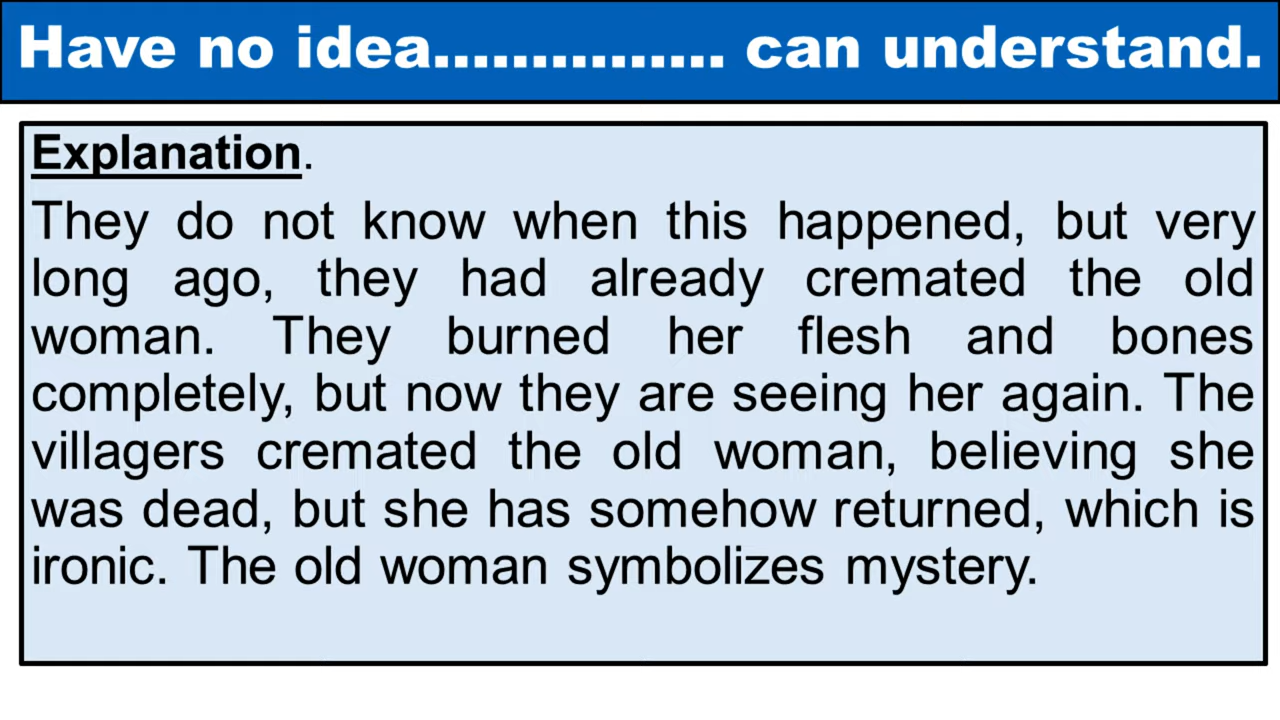 Have no idea............... can understand.
Explanation.
They do not know when this happened, but very
long ago, they had already cremated the old
woman. They burned her flesh and bones
completely, but now they are seeing her again. The
villagers cremated the old woman, believing she
was dead, but she has somehow returned, which is
ironic. The old woman symbolizes mystery.